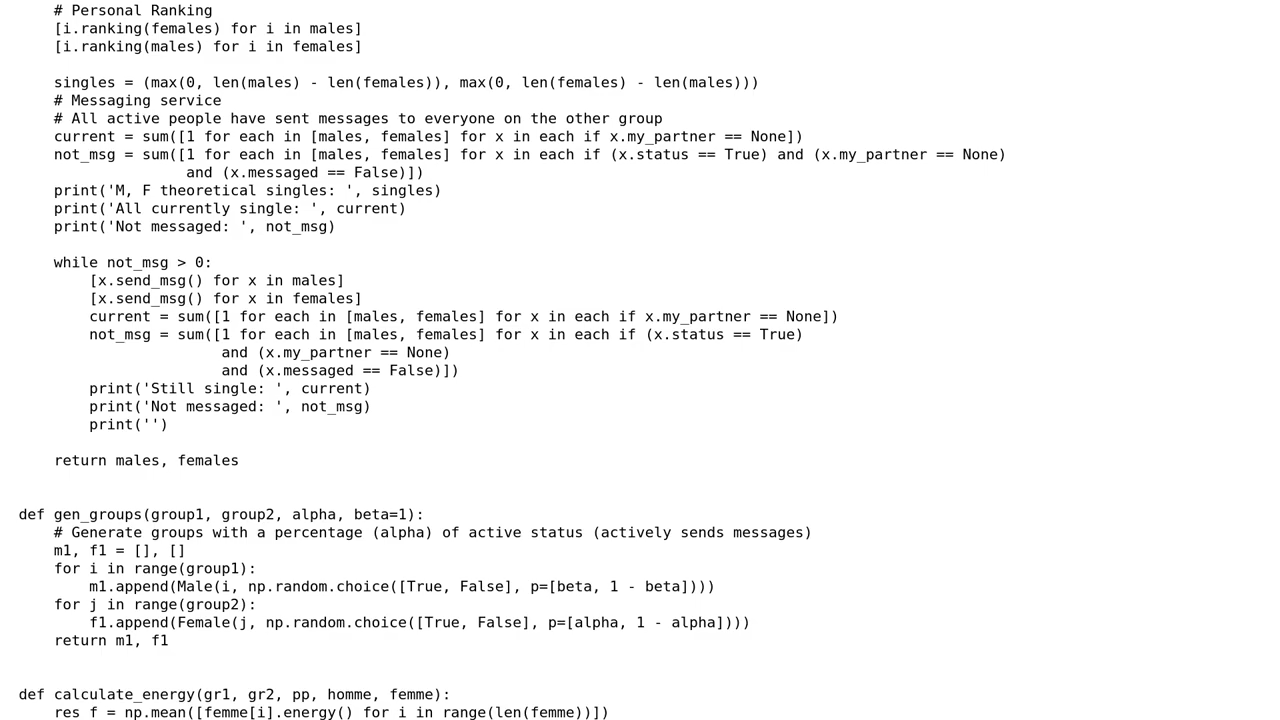 # Personal Ranking
[i.ranking(females) for i in males]
[i.ranking(males) for i in females]
singles = (max(0, len(males) - len(females)), max(0, len(females) - len(males)))
# Messaging service
# All active people have sent messages to everyone on the other group
current = sum([1 for each in [males, females] for x in each if x.my_partner == None])
not_msg = sum([1 for each in [males, females] for x in each if (x.status == True) and (x.my_partner == None)
and (x.messaged == False)])
print('M, F theoretical singles: ', singles)
print('All currently single: ', current)
print('Not messaged: ', not_msg)
while not_msg > 0:
[x.send_msg() for x in males]
[x.send_msg() for x in females]
current = sum([1 for each in [males, females] for x in each if x.my_partner == None])
not_msg = sum([1 for each in [males, females] for x in each if (x.status == True)
and (x.my_partner == None)
and (x.messaged == False)])
print('Still single: ', current)
print('Not messaged: ', not_msg)
print('')
return males, females
def gen_groups(group1, group2, alpha, beta=1):
# Generate groups with a percentage (alpha) of active status (actively sends messages)
m1, f1 = [], []
for i in range(group1):
m1.append(Male(i, np.random.choice([True, False], p=[beta, 1 - beta])))
for j in range(group2):
f1.append(Female(j, np.random.choice([True, False], p=[alpha, 1 - alpha])))
return m1, f1
def calculate_energy(gr1, gr2, pp, homme, femme):
res f = np.mean([femme[i].energy() for i in range(len(femme))])